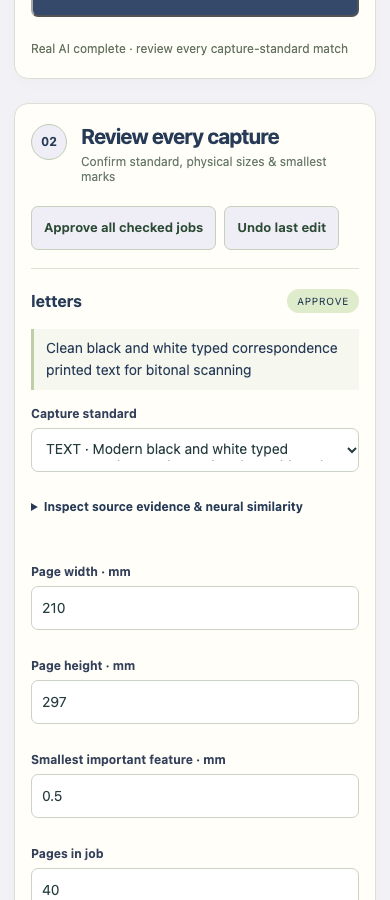 Real AI complete · review every capture-standard match
02
Review every capture
Confirm standard, physical sizes & smallest
marks
Approve all checked jobs
Undo last edit
letters
APPROVE
Clean black and white typed correspondence
printed text for bitonal scanning
Capture standard
TEXT · Modern black and white typed
Inspect source evidence & neural similarity
Page width · mm
210
Page height · mm
297
Smallest important feature · mm
0.5
Pages in job
40